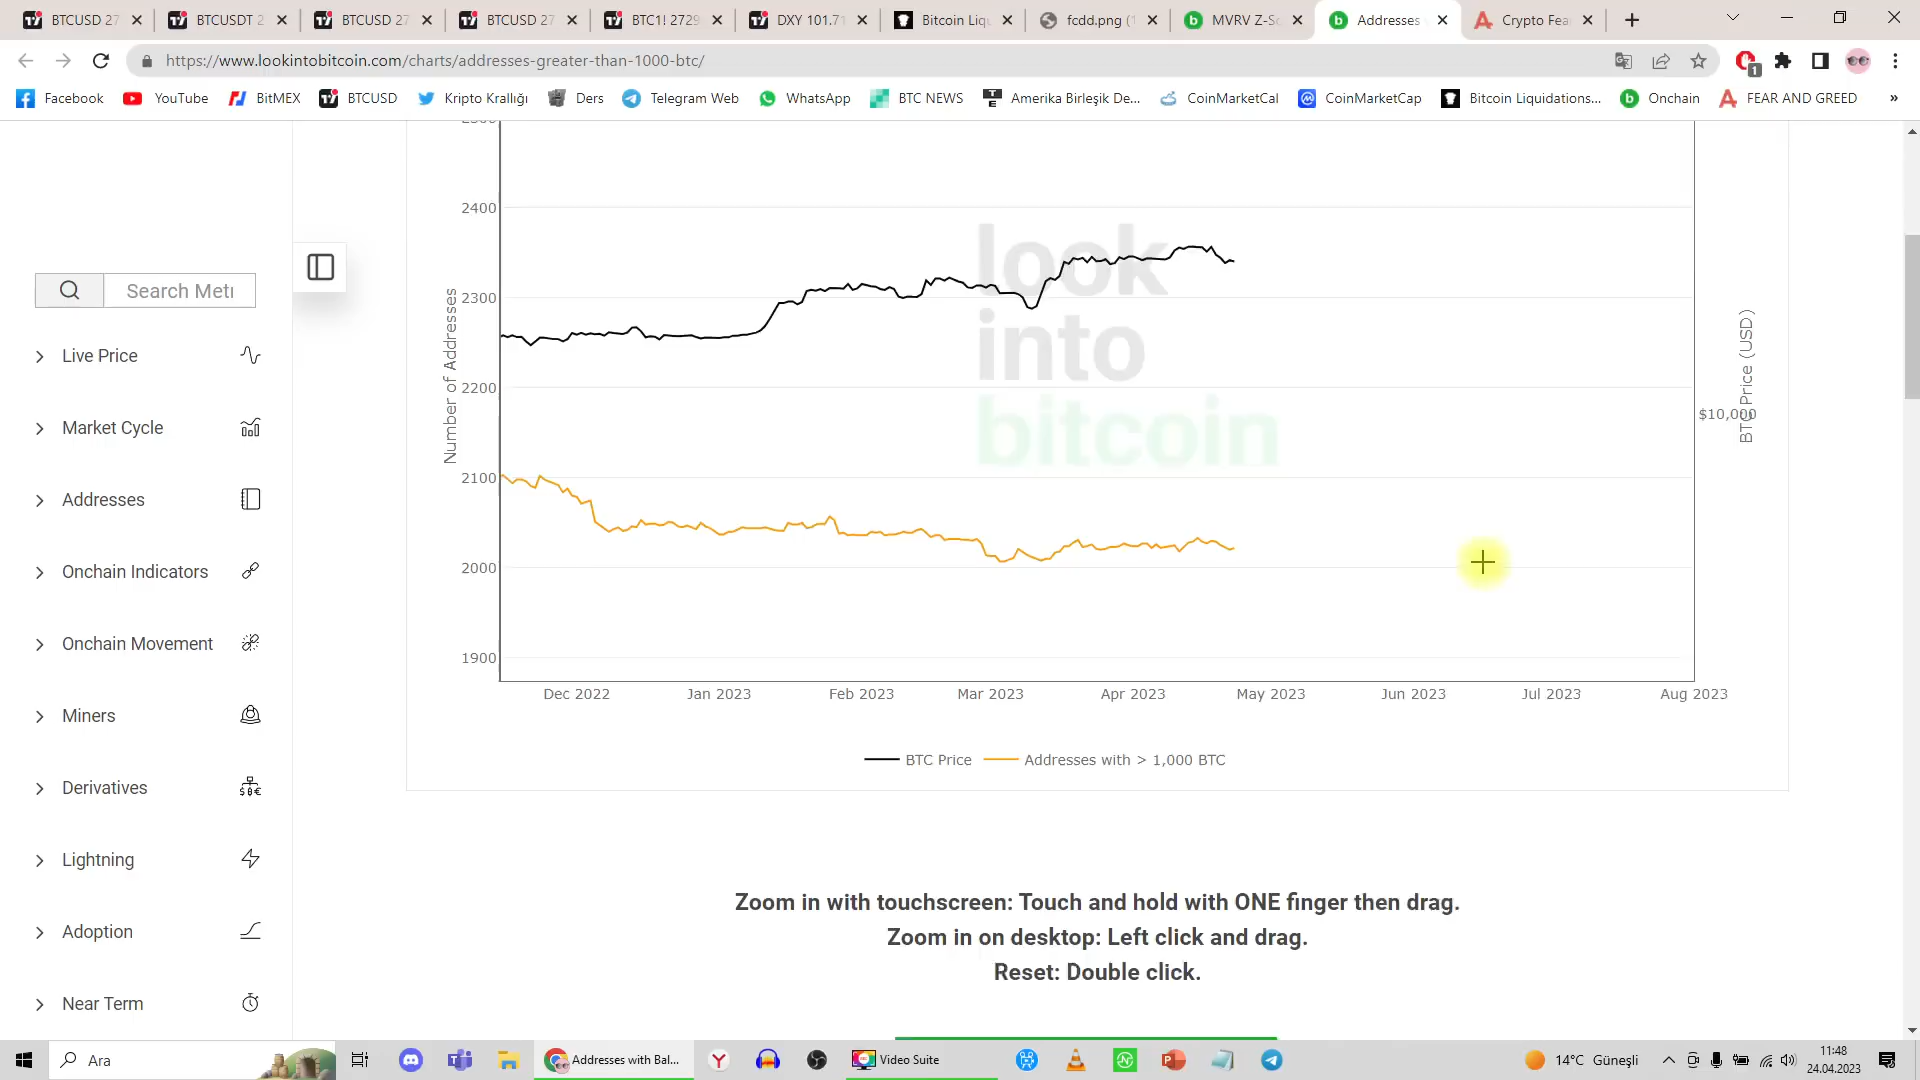 BTCUSD 27
BTCUSDT 2
BTCUSD 27
BTCUSD 27
BTC1! 2729
DXY 101.71
Bitcoin Liq
fcdd.png (1
MVRV Z-Sc
Addresses
Crypto Fea
https://www.lookintobitcoin.com/charts/addresses-greater-than-1000-btc/
1
Facebook
YouTube
BitMEX
BTCUSD
Kripto Krallığı
Ders
Telegram Web
WhatsApp
BTC NEWS
Amerika Birleşik De...
CoinMarketCal
CoinMarketCap
Bitcoin Liquidations...
Onchain
FEAR AND GREED
»
Search Metri
Live Price
Market Cycle
Addresses
Onchain Indicators
Onchain Movement
Miners
Derivatives
Lightning
Adoption
Near Term
2400
2300
2200
2100
2000
1900
Number of Addresses
look
into
bitcoin
$10,000
BTC Price (USD)
Dec 2022
Jan 2023
Feb 2023
Mar 2023
Apr 2023
May 2023
Jun 2023
Jul 2023
Aug 2023
BTC Price
Addresses with > 1,000 BTC
Zoom in with touchscreen: Touch and hold with ONE finger then drag.
Zoom in on desktop: Left click and drag.
Reset: Double click.
Ara
Addresses with Bal...
Video Suite
14°C Güneşli
11:48
24.04.2023